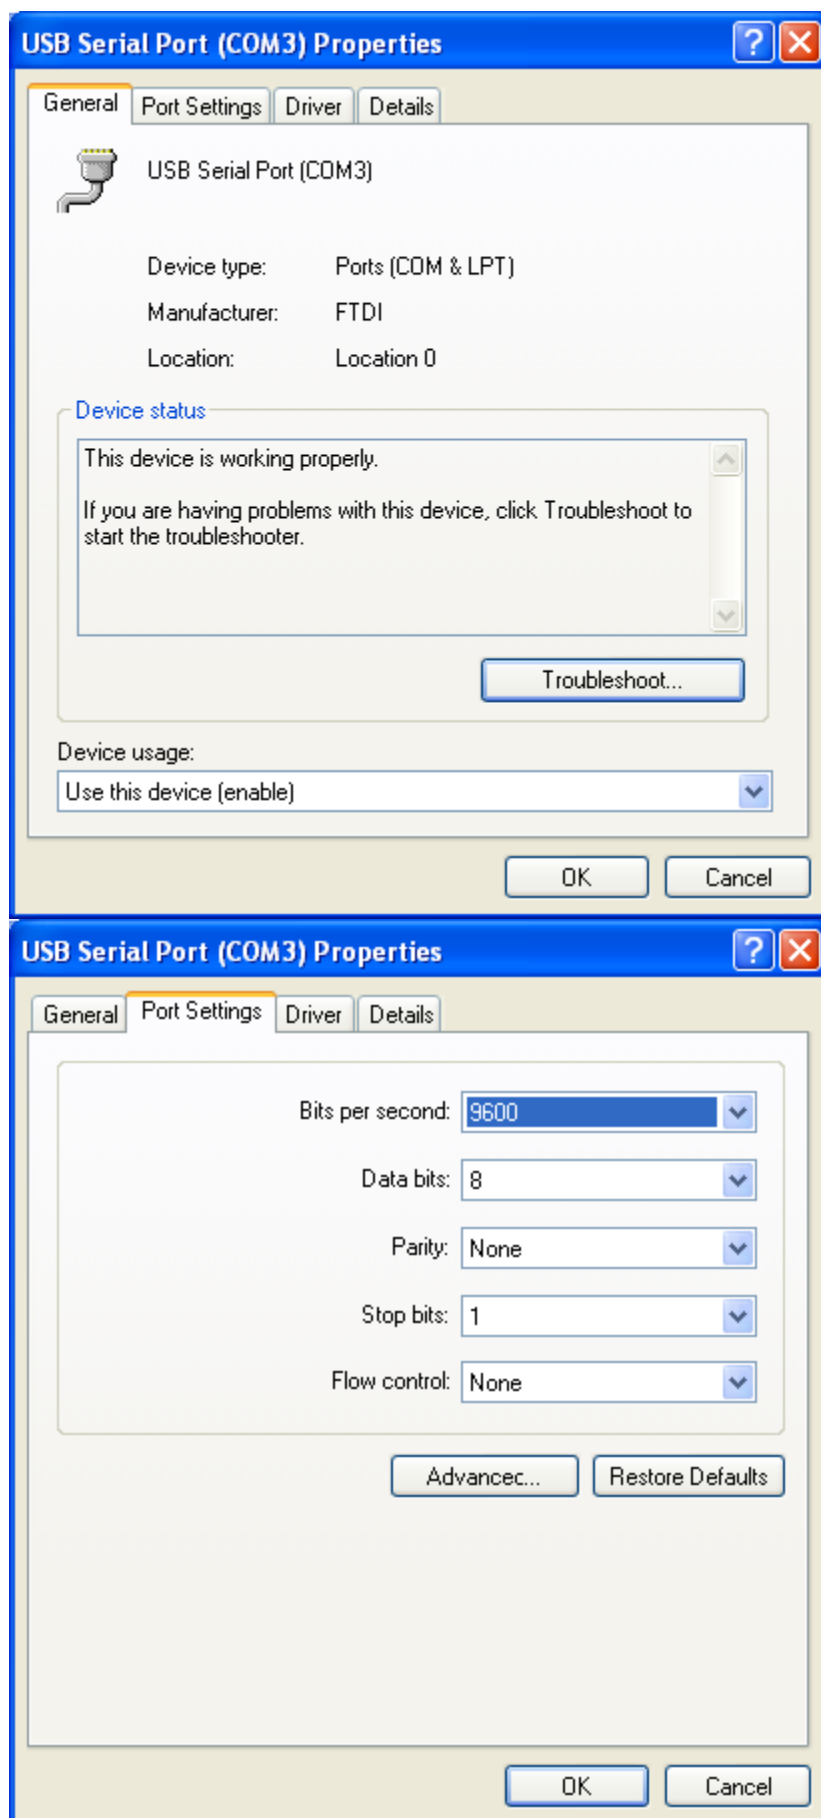 USB Serial Port (COM3) Properties
General Port Settings Driver Details
USB Serial Port (COM3)
Device type: Ports (COM & LPT)
Manufacturer: FTDI
Location: Location 0
Device status
This device is working properly.
If you are having problems with this device, click Troubleshoot to
start the troubleshooter.
Troubleshoot...
Device usage:
Use this device (enable)
OK Cancel
USB Serial Port (COM3) Properties
General Port Settings Driver Details
Bits per second: 9600
Data bits: 8
Parity: None
Stop bits: 1
Flow control: None
Advancec... Restore Defaults
OK Cancel